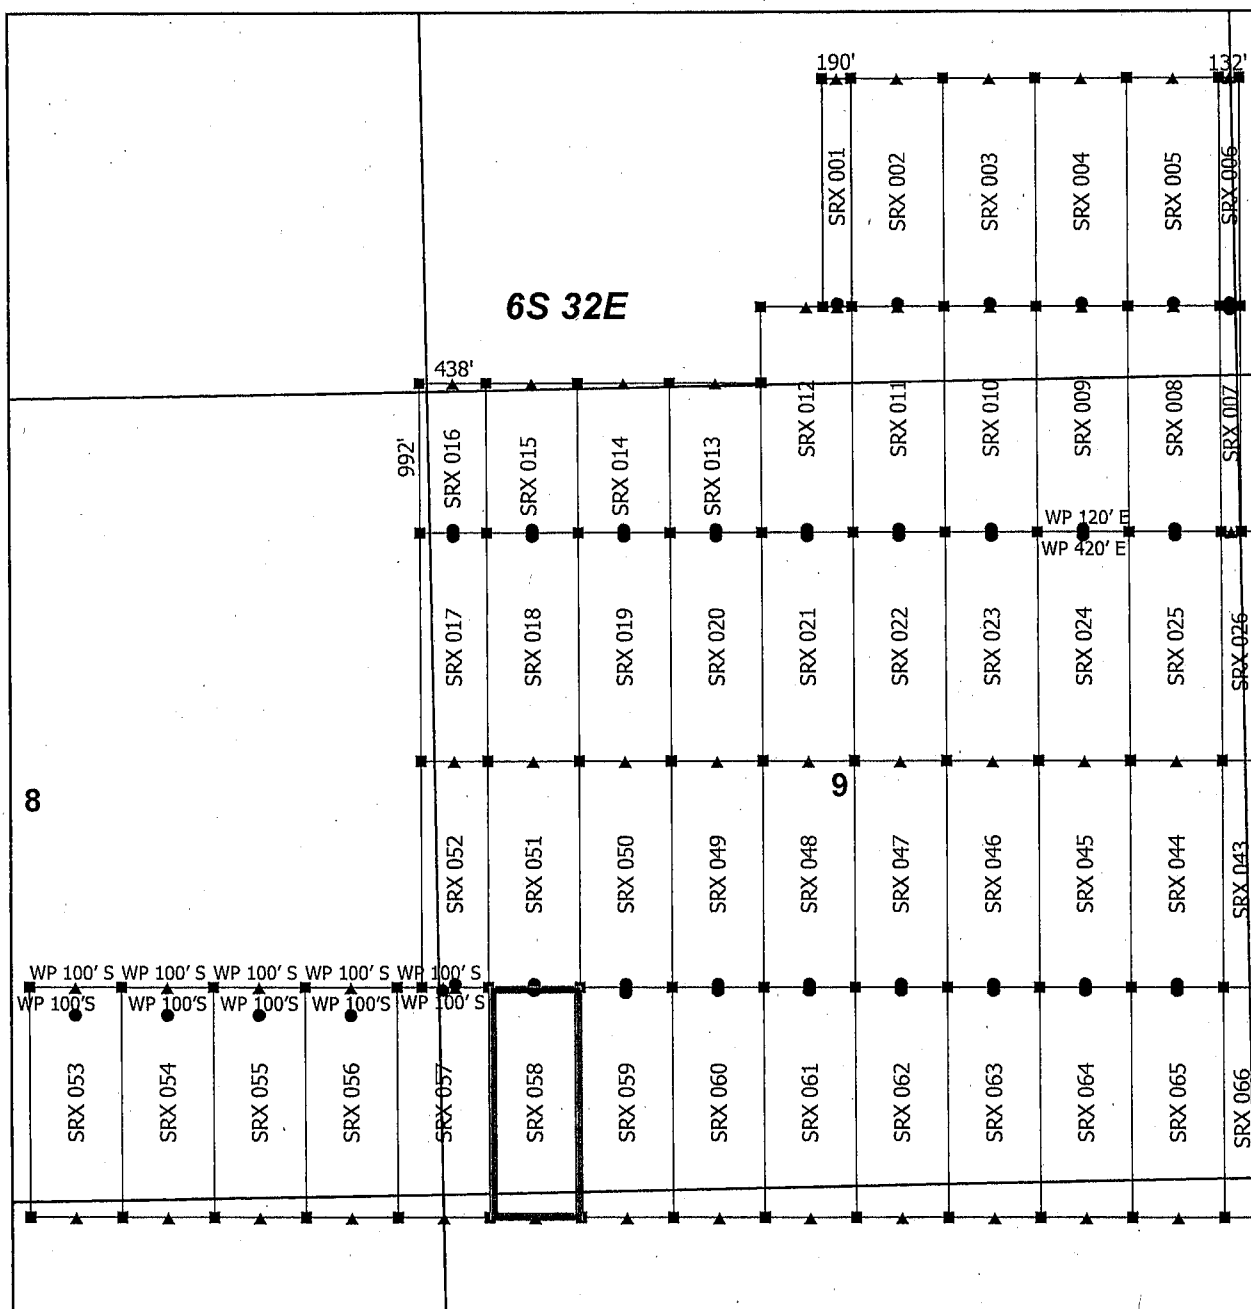 190'
132'
SRX 001
SRX 002
SRX 003
SRX 004
SRX 005
SRX 006
6S 32E
438'
992'
SRX 016
SRX 015
SRX 014
SRX 013
SRX 012
SRX 011
SRX 010
SRX 009
SRX 008
SRX 007
WP 120' E
WP 420' E
SRX 017
SRX 018
SRX 019
SRX 020
SRX 021
SRX 022
SRX 023
SRX 024
SRX 025
SRX 026
8
9
SRX 052
SRX 051
SRX 050
SRX 049
SRX 048
SRX 047
SRX 046
SRX 045
SRX 044
SRX 043
WP 100' S
WP 100' S
WP 100' S
WP 100' S
WP 100' S
WP 100'S
WP 100'S
WP 100'S
WP 100'S
WP 100' S
SRX 053
SRX 054
SRX 055
SRX 056
SRX 057
SRX 058
SRX 059
SRX 060
SRX 061
SRX 062
SRX 063
SRX 064
SRX 065
SRX 066